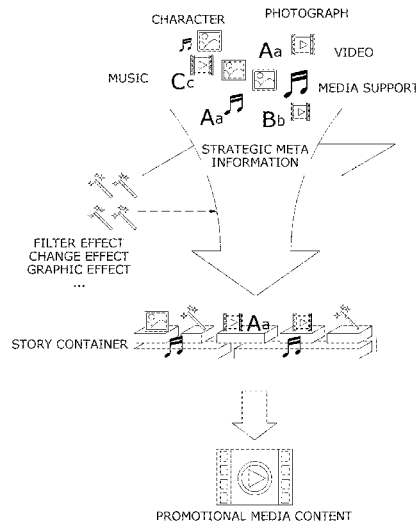 CHARACTER
PHOTOGRAPH
Aa
VIDEO
MUSIC
Cc
MEDIA SUPPORT
Aa
Bb
STRATEGIC META
INFORMATION
FILTER EFFECT
CHANGE EFFECT
GRAPHIC EFFECT
...
Aa
STORY CONTAINER
PROMOTIONAL MEDIA CONTENT